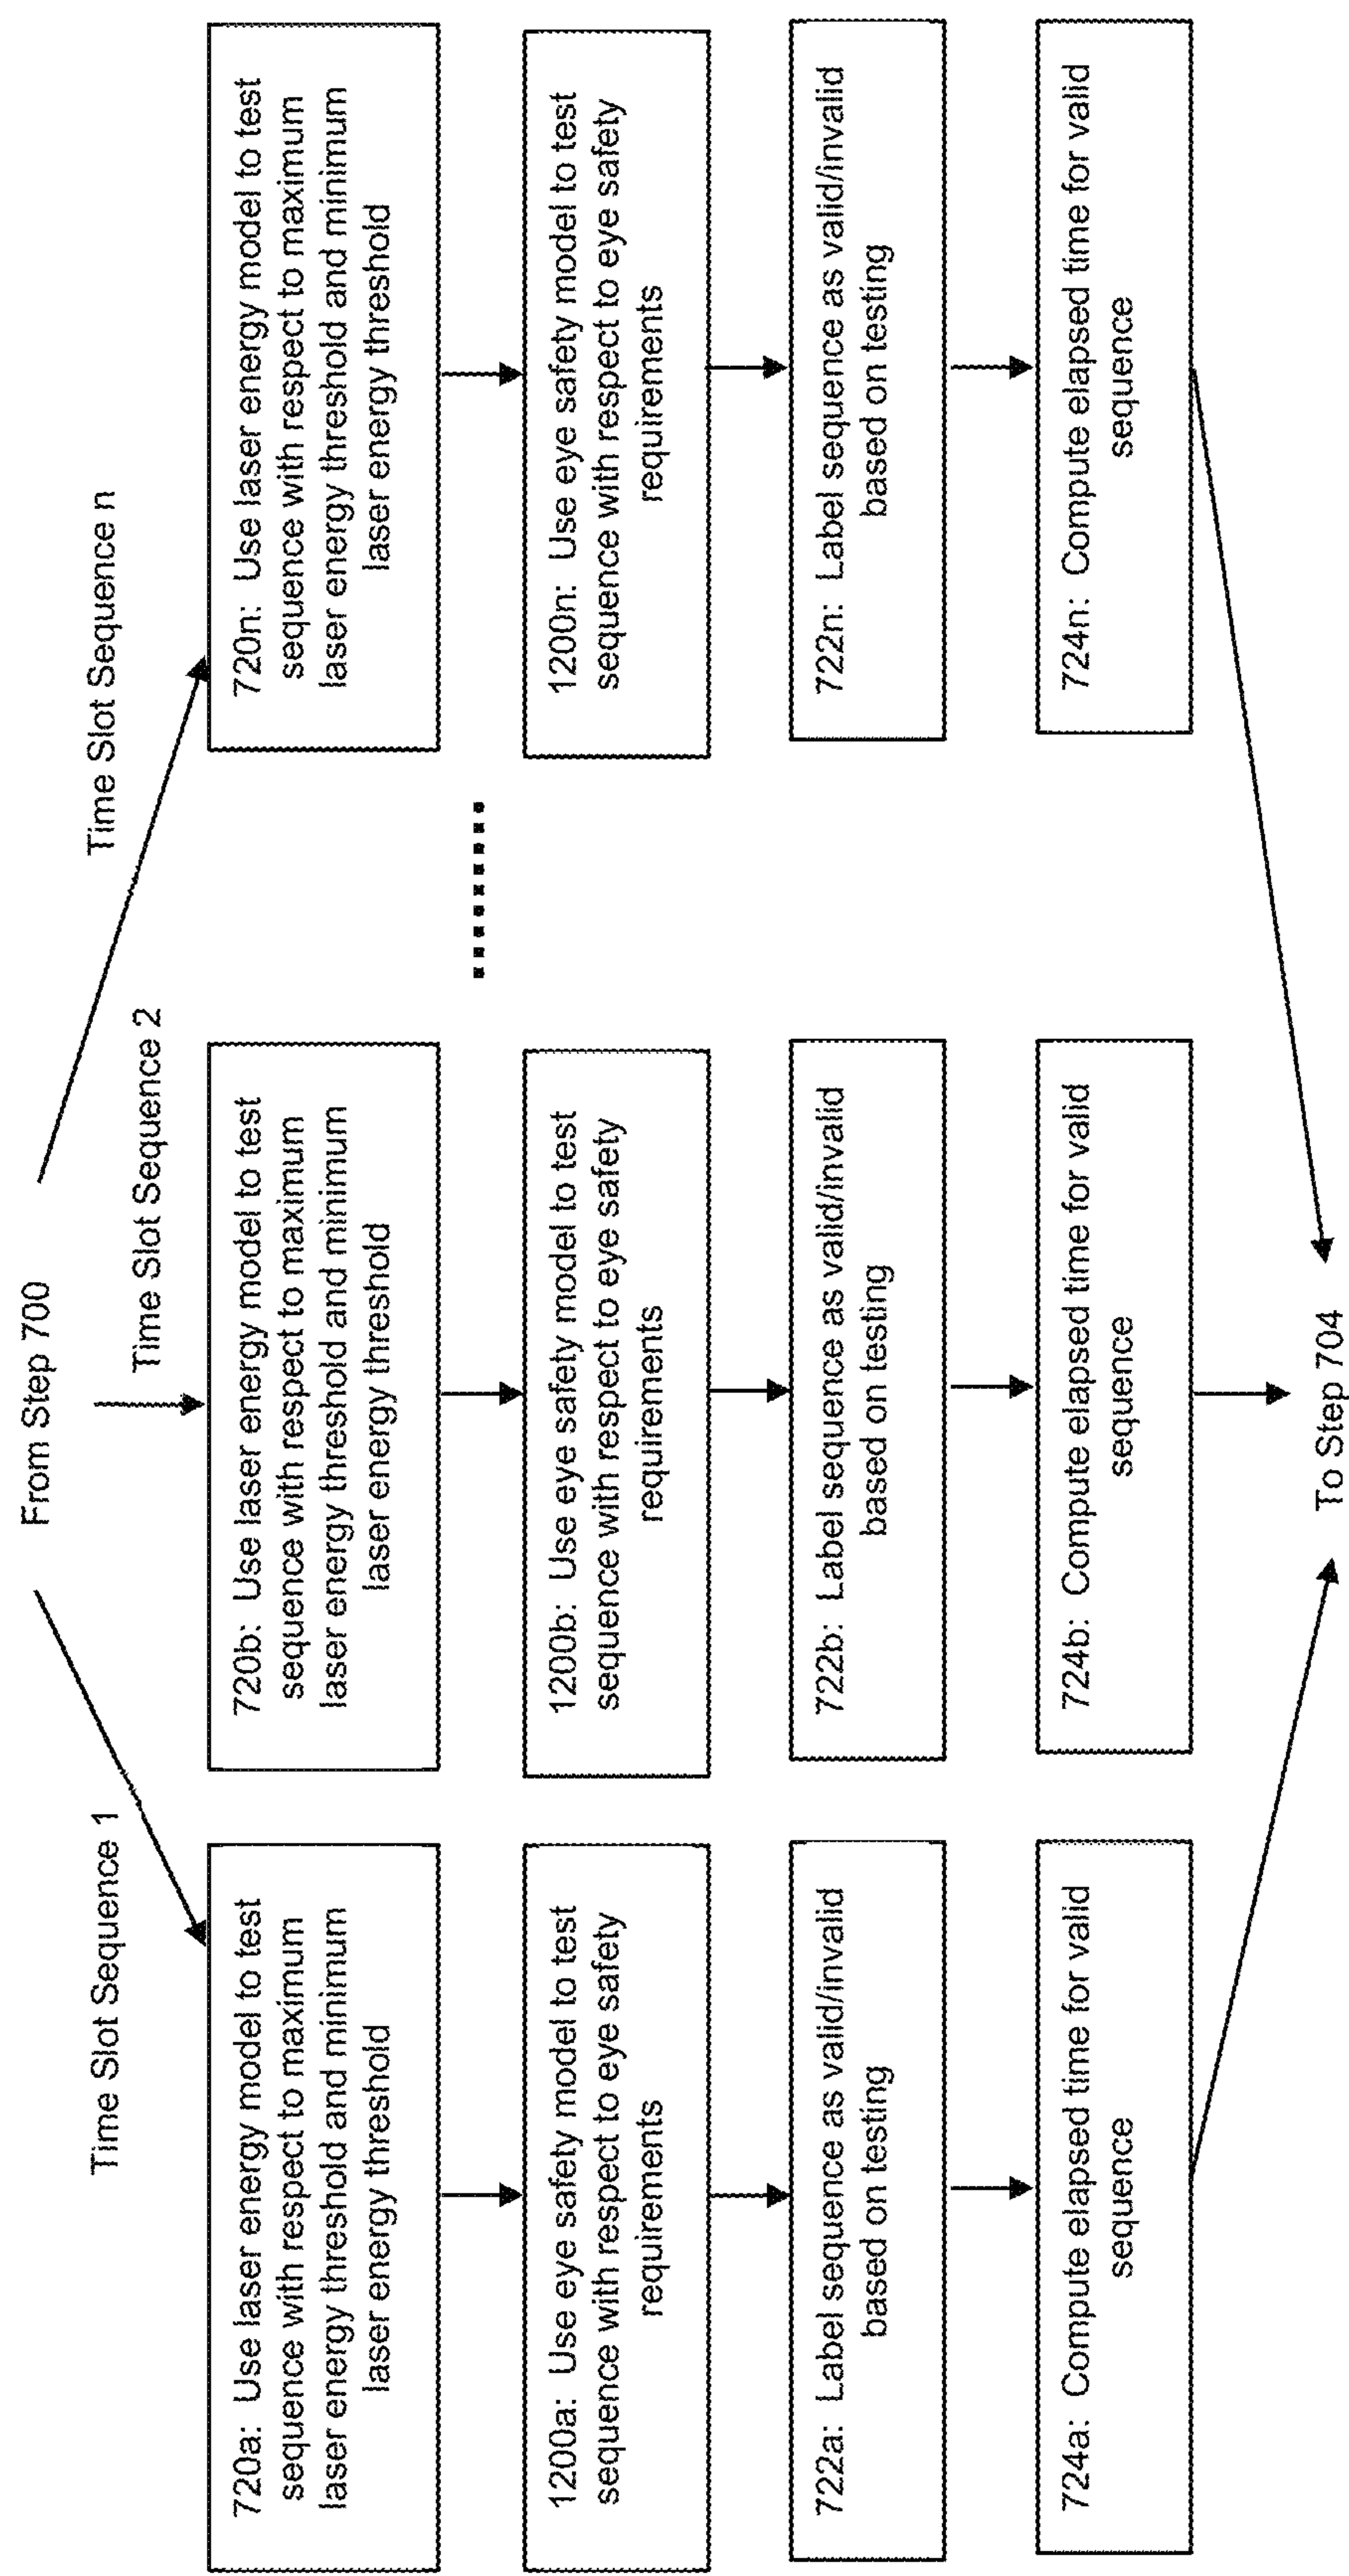 From Step 700
Time Slot Sequence 1
Time Slot Sequence 2
Time Slot Sequence n
720a: Use laser energy model to test
sequence with respect to maximum
laser energy threshold and minimum
laser energy threshold
1200a: Use eye safety model to test
sequence with respect to eye safety
requirements
722a: Label sequence as valid/invalid
based on testing
724a: Compute elapsed time for valid
sequence
720b: Use laser energy model to test
sequence with respect to maximum
laser energy threshold and minimum
laser energy threshold
1200b: Use eye safety model to test
sequence with respect to eye safety
requirements
722b: Label sequence as valid/invalid
based on testing
724b: Compute elapsed time for valid
sequence
720n: Use laser energy model to test
sequence with respect to maximum
laser energy threshold and minimum
laser energy threshold
1200n: Use eye safety model to test
sequence with respect to eye safety
requirements
722n: Label sequence as valid/invalid
based on testing
724n: Compute elapsed time for valid
sequence
To Step 704